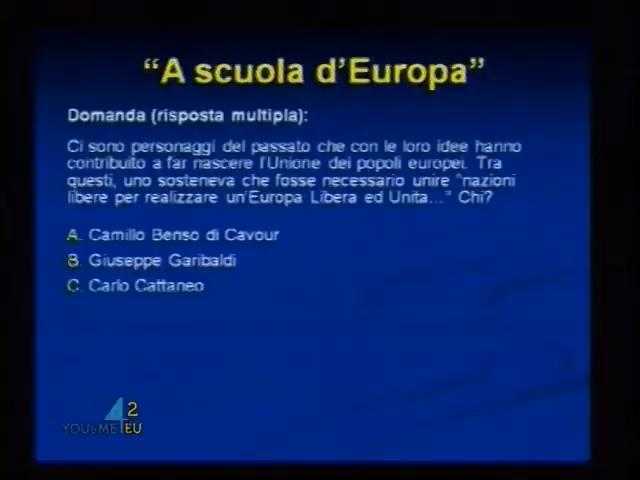 “A scuola d’Europa”
Domanda (risposta multipla):
Ci sono personaggi del passato che con le loro idee hanno
contribuito a far nascere l’Unione dei popoli europei. Tra
questi, uno sosteneva che fosse necessario unire “nazioni
libere per realizzare un’Europa Libera ed Unita...” Chi?
A. Camillo Benso di Cavour
B. Giuseppe Garibaldi
C. Carlo Cattaneo
42
YOU&ME EU